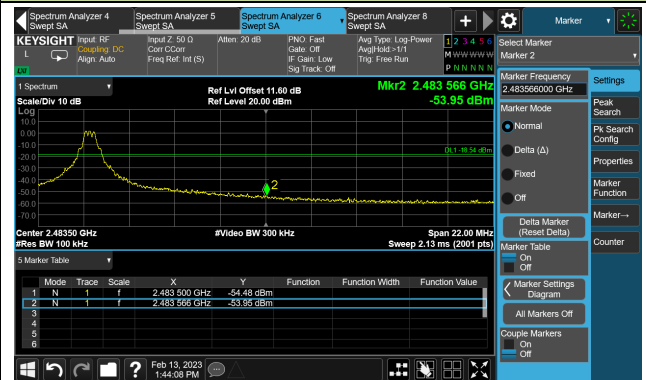 Spectrum Analyzer 4
Swept SA
Spectrum Analyzer 5
Swept SA
Spectrum Analyzer 6
Swept SA
Spectrum Analyzer 8
Swept SA
+
Marker
KEYSIGHT
L
LXI
Input: RF
Coupling: DC
Align: Auto
Input Z: 50 Ω
Corr CCorr
Freq Ref: Int (S)
Atten: 20 dB
PNO: Fast
Gate: Off
IF Gain: Low
Sig Track: Off
Avg Type: Log-Power
Avg|Hold:>1/1
Trig: Free Run
1 2 3 4 5 6
M W W W W W
P N N N N N
Select Marker
Marker 2
1 Spectrum
Scale/Div 10 dB
Log
Ref Lvl Offset 11.60 dB
Ref Level 20.00 dBm
Mkr2 2.483 566 GHz
-53.95 dBm
10.0
0.00
-10.0
-20.0
-30.0
-40.0
-50.0
-60.0
-70.0
DL1 -18.54 dBm
2
Center 2.48350 GHz
#Res BW 100 kHz
#Video BW 300 kHz
Span 22.00 MHz
Sweep 2.13 ms (2001 pts)
5 Marker Table
Mode Trace Scale X Y Function Function Width Function Value
1 N 1 f 2.483 500 GHz -54.48 dBm
2 N 1 f 2.483 566 GHz -53.95 dBm
3
4
5
6
Marker Frequency
2.483566000 GHz
Marker Mode
Normal
Delta (Δ)
Fixed
Off
Delta Marker
(Reset Delta)
Marker Table
On
Off
Marker Settings
Diagram
All Markers Off
Couple Markers
On
Off
Settings
Peak
Search
Pk Search
Config
Properties
Marker
Function
Marker→
Counter
?
Feb 13, 2023
1:44:08 PM